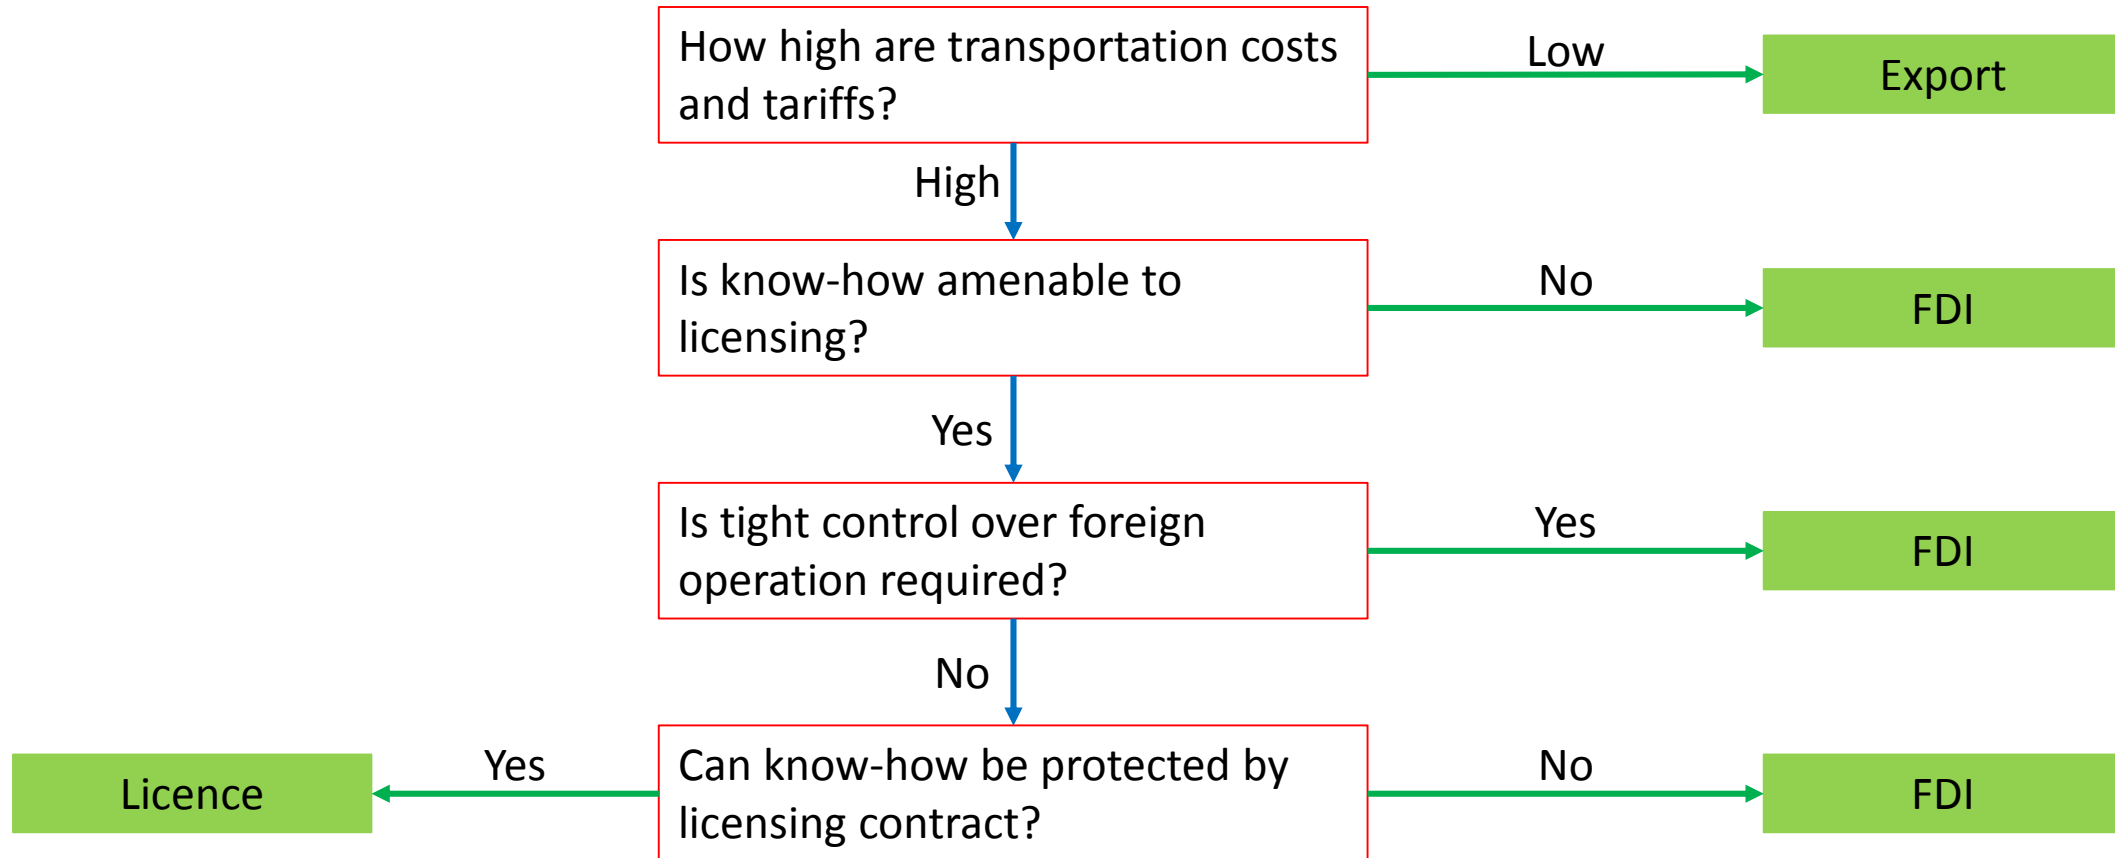 How high are transportation costs
and tariffs?
Low
Export
High
Is know-how amenable to
licensing?
No
FDI
Yes
Is tight control over foreign
operation required?
Yes
FDI
No
Licence
Yes
Can know-how be protected by
licensing contract?
No
FDI